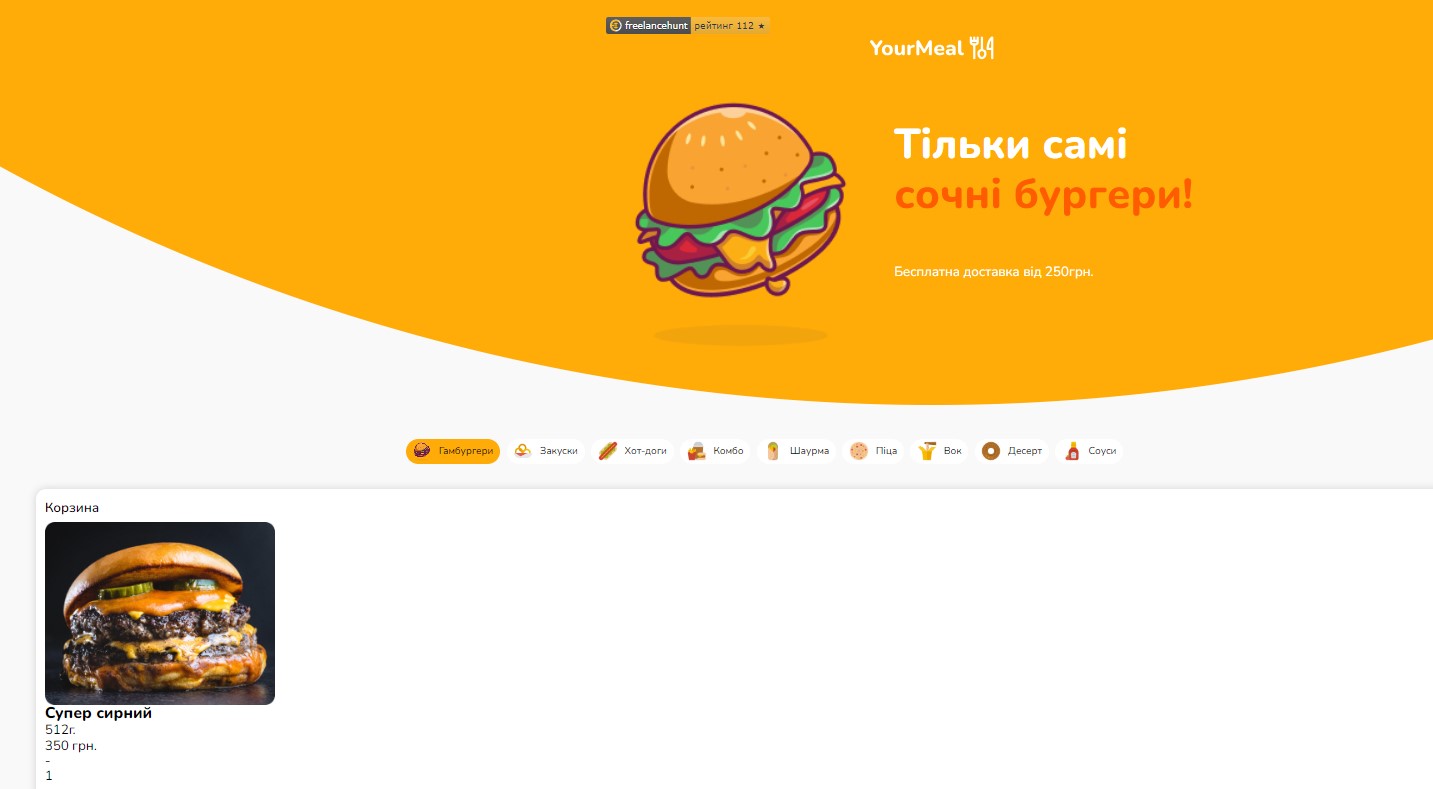 freelancehunt рейтинг 112 ★
YourMeal
Тільки самі
сочні бургери!
Бесплатна доставка від 250грн.
Гамбургери Закуски Хот-доги Комбо Шаурма Піца Вок Десерт Соуси
Корзина
Супер сирний
512г.
350 грн.
-
1